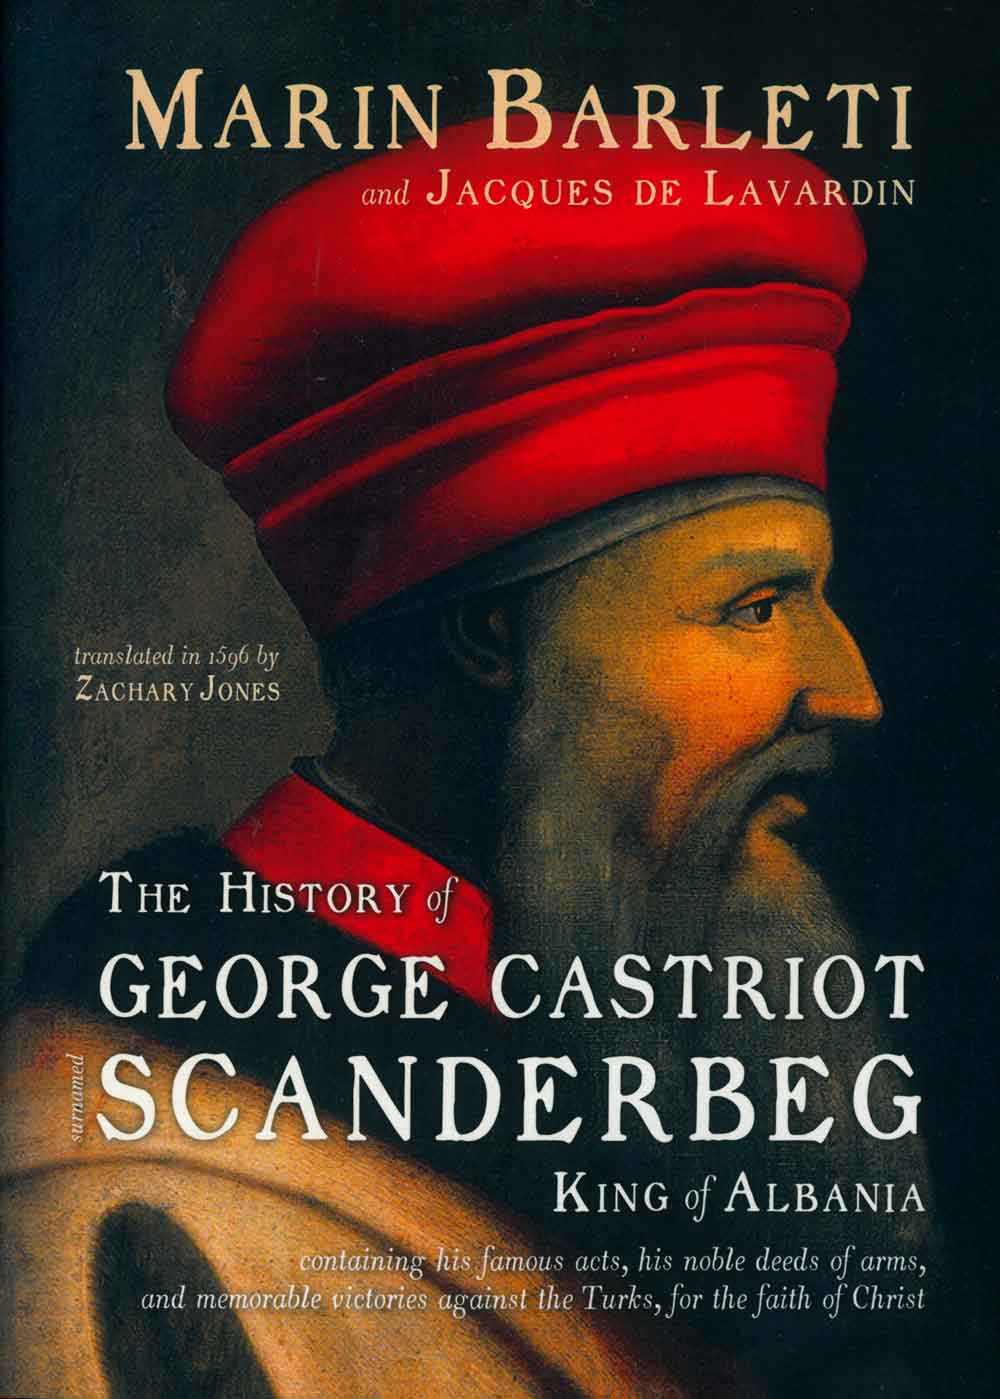 MARIN BARLETI
and JACQUES DE LAVARDIN
translated in 1596 by
ZACHARY JONES
THE HISTORY of
GEORGE CASTRIOT
surnamed
SCANDERBEG
KING of ALBANIA
containing his famous acts, his noble deeds of arms,
and memorable victories against the Turks, for the faith of Christ